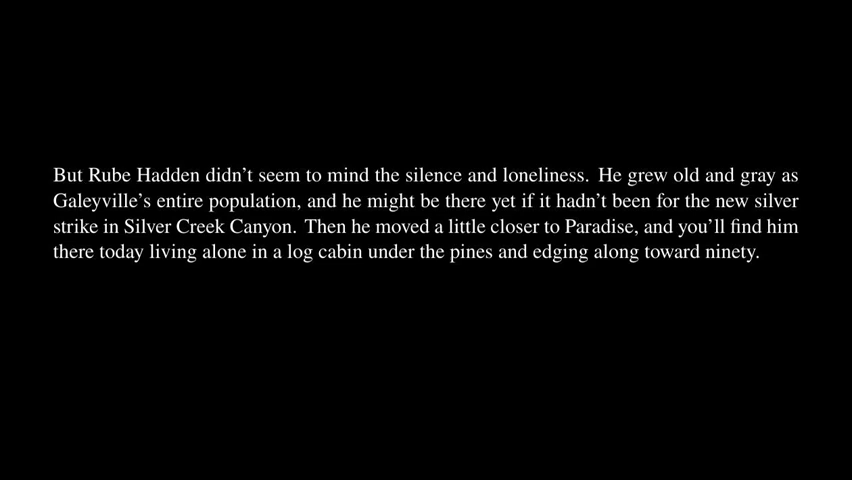 But Rube Hadden didn’t seem to mind the silence and loneliness. He grew old and gray as
Galeyville’s entire population, and he might be there yet if it hadn’t been for the new silver
strike in Silver Creek Canyon. Then he moved a little closer to Paradise, and you’ll find him
there today living alone in a log cabin under the pines and edging along toward ninety.